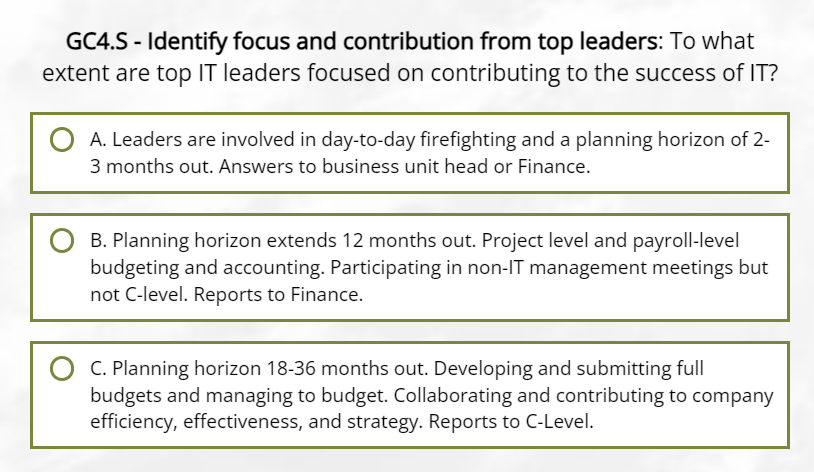 GC4.S - Identify focus and contribution from top leaders: To what
extent are top IT leaders focused on contributing to the success of IT?
A. Leaders are involved in day-to-day firefighting and a planning horizon of 2-
3 months out. Answers to business unit head or Finance.
B. Planning horizon extends 12 months out. Project level and payroll-level
budgeting and accounting. Participating in non-IT management meetings but
not C-level. Reports to Finance.
C. Planning horizon 18-36 months out. Developing and submitting full
budgets and managing to budget. Collaborating and contributing to company
efficiency, effectiveness, and strategy. Reports to C-Level.